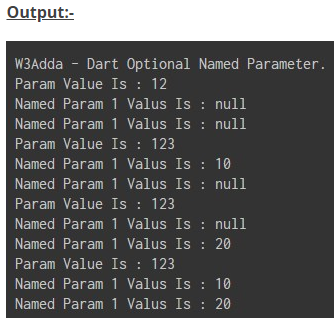 Output:-
W3Adda - Dart Optional Named Parameter.
Param Value Is : 12
Named Param 1 Valus Is : null
Named Param 1 Valus Is : null
Param Value Is : 123
Named Param 1 Valus Is : 10
Named Param 1 Valus Is : null
Param Value Is : 123
Named Param 1 Valus Is : null
Named Param 1 Valus Is : 20
Param Value Is : 123
Named Param 1 Valus Is : 10
Named Param 1 Valus Is : 20